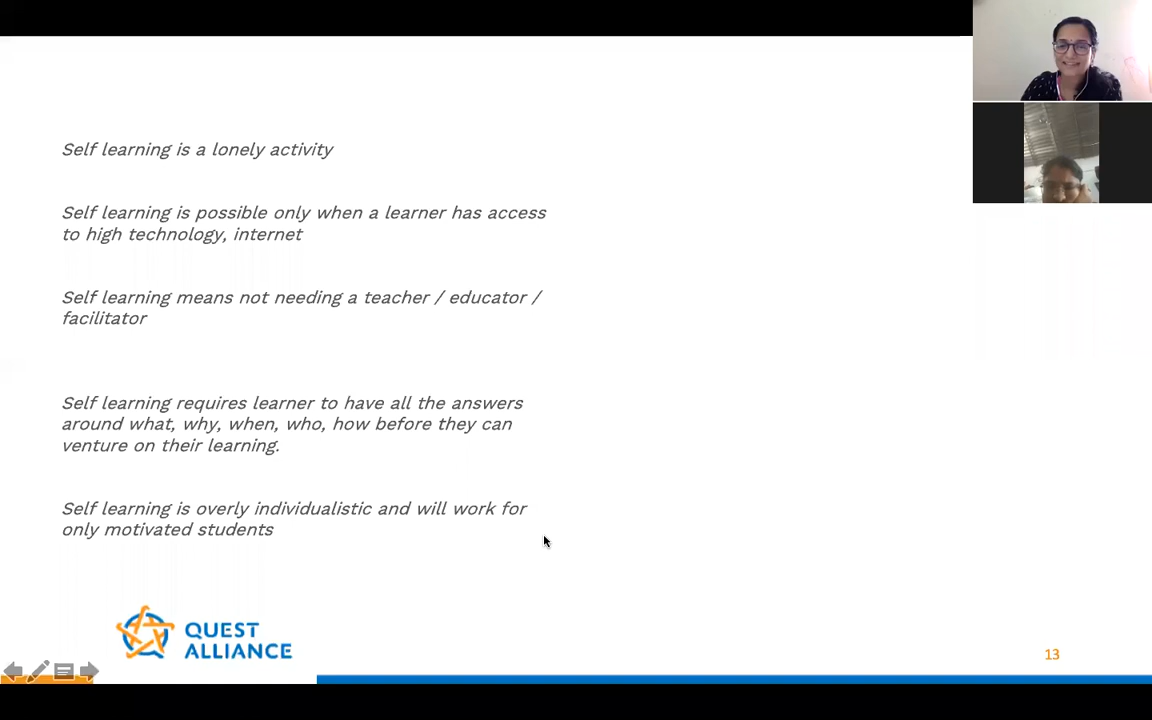 Self learning is a lonely activity
Self learning is possible only when a learner has access
to high technology, internet
Self learning means not needing a teacher / educator /
facilitator
Self learning requires learner to have all the answers
around what, why, when, who, how before they can
venture on their learning.
Self learning is overly individualistic and will work for
only motivated students
QUEST
ALLIANCE
13